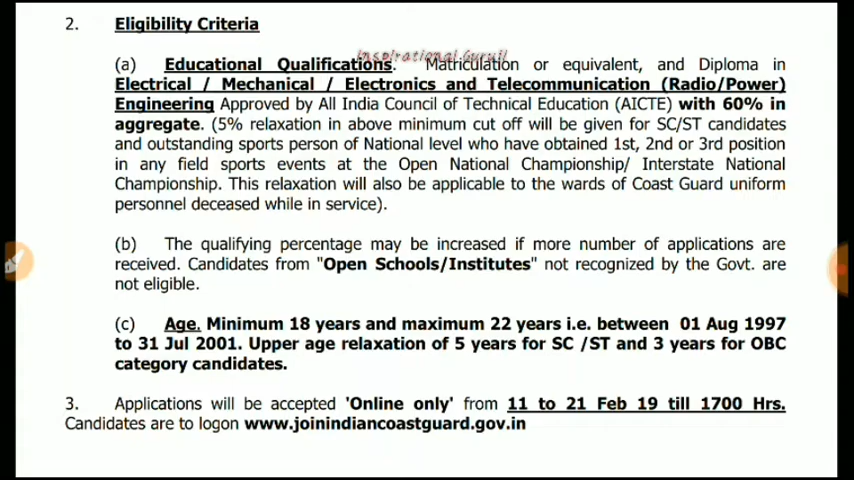 2. Eligibility Criteria
Inspirational Guruji
(a) Educational Qualifications. Matriculation or equivalent, and Diploma in
Electrical / Mechanical / Electronics and Telecommunication (Radio/Power)
Engineering Approved by All India Council of Technical Education (AICTE) with 60% in
aggregate. (5% relaxation in above minimum cut off will be given for SC/ST candidates
and outstanding sports person of National level who have obtained 1st, 2nd or 3rd position
in any field sports events at the Open National Championship/ Interstate National
Championship. This relaxation will also be applicable to the wards of Coast Guard uniform
personnel deceased while in service).
(b) The qualifying percentage may be increased if more number of applications are
received. Candidates from "Open Schools/Institutes" not recognized by the Govt. are
not eligible.
(c) Age. Minimum 18 years and maximum 22 years i.e. between 01 Aug 1997
to 31 Jul 2001. Upper age relaxation of 5 years for SC /ST and 3 years for OBC
category candidates.
3. Applications will be accepted 'Online only' from 11 to 21 Feb 19 till 1700 Hrs.
Candidates are to logon www.joinindiancoastguard.gov.in